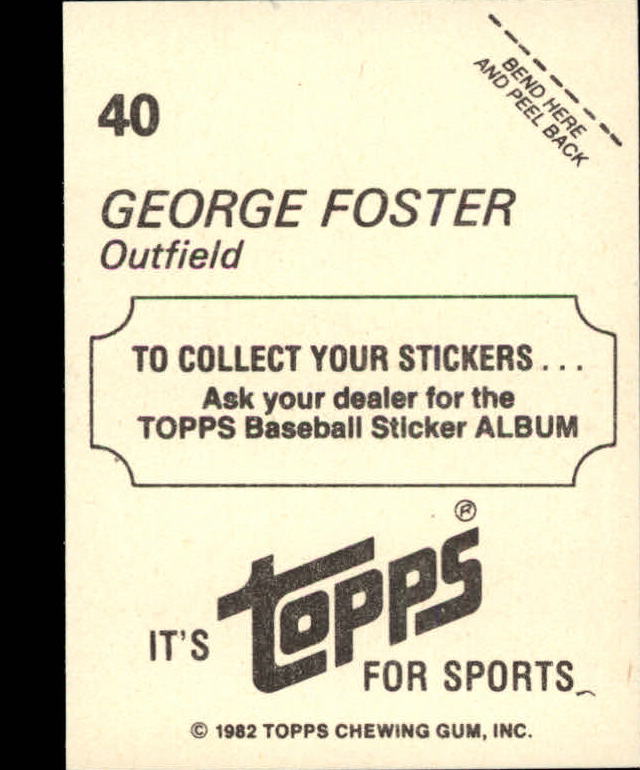 40
BEND HERE
AND PEEL BACK
GEORGE FOSTER
Outfield
TO COLLECT YOUR STICKERS...
Ask your dealer for the
TOPPS Baseball Sticker ALBUM
IT'S TOPPS® FOR SPORTS
© 1982 TOPPS CHEWING GUM, INC.